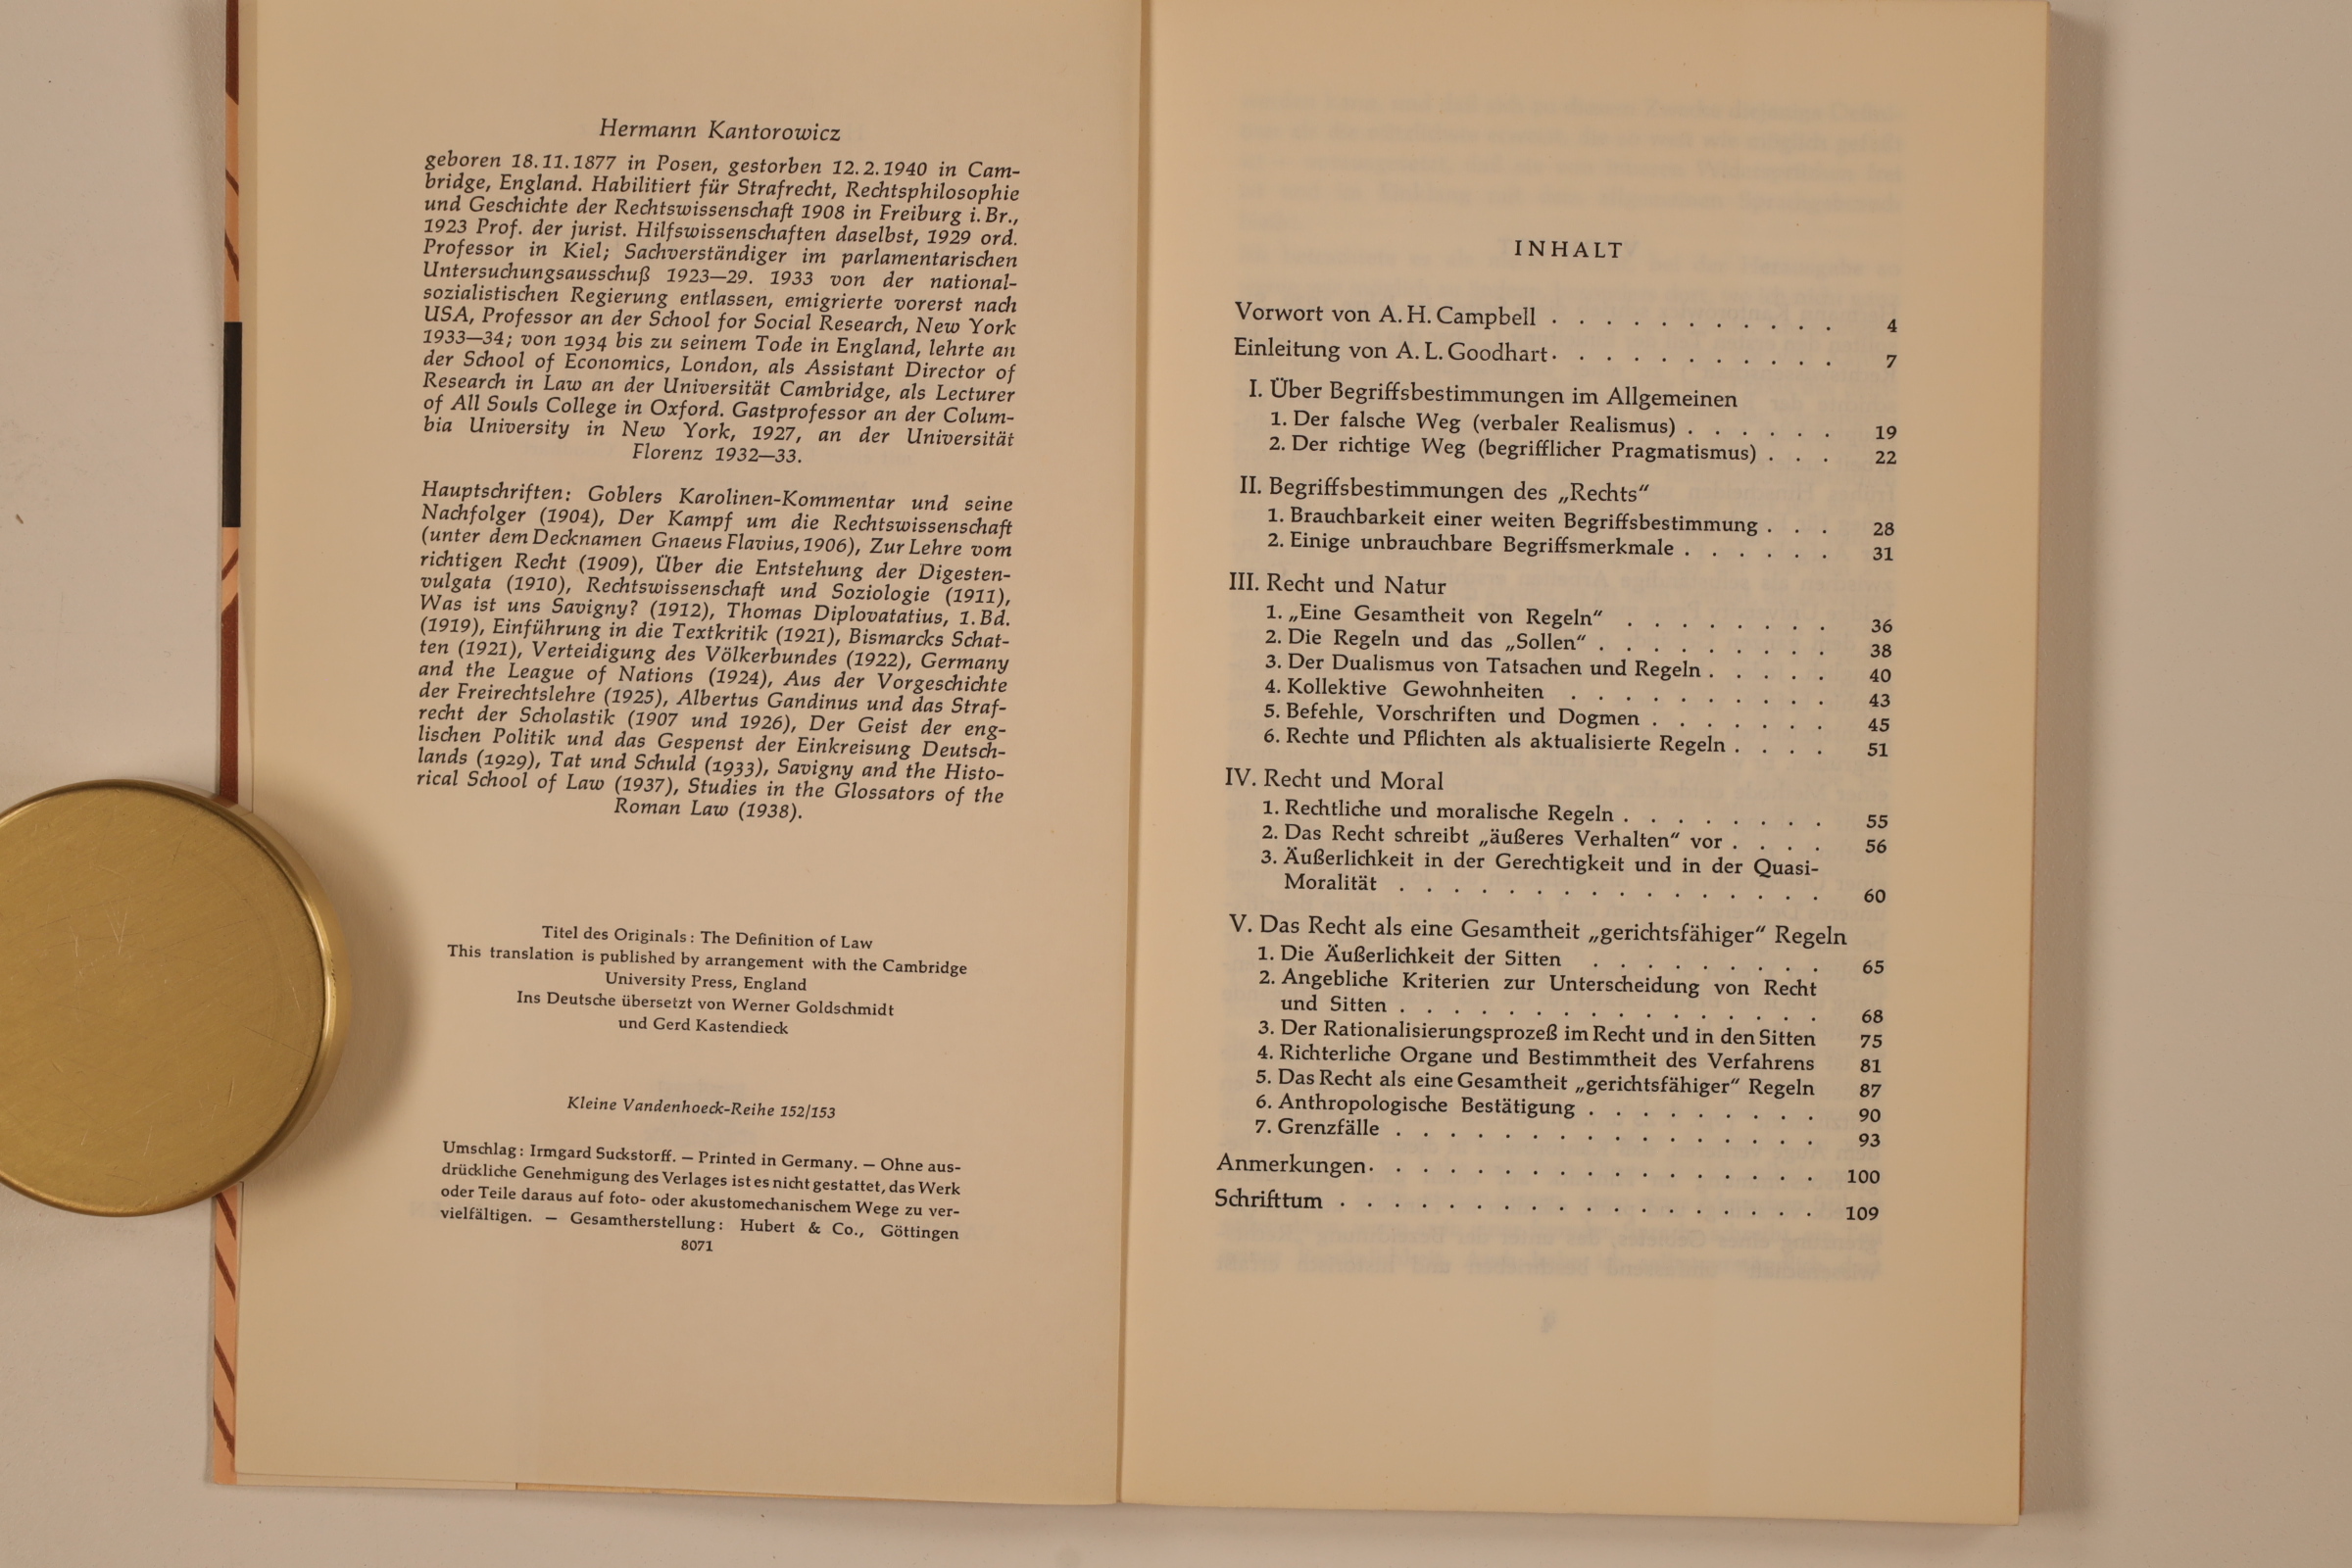 Hermann Kantorowicz
geboren 18.11.1877 in Posen, gestorben 12.2.1940 in Cam-
bridge, England. Habilitiert für Strafrecht, Rechtsphilosophie
und Geschichte der Rechtswissenschaft 1908 in Freiburg i. Br.,
1923 Prof. der jurist. Hilfswissenschaften daselbst, 1929 ord.
Professor in Kiel; Sachverständiger im parlamentarischen
Untersuchungsausschuß 1923—29. 1933 von der national-
sozialistischen Regierung entlassen, emigrierte vorerst nach
USA, Professor an der School for Social Research, New York
1933—34; von 1934 bis zu seinem Tode in England, lehrte an
der School of Economics, London, als Assistant Director of
Research in Law an der Universität Cambridge, als Lecturer
of All Souls College in Oxford. Gastprofessor an der Colum-
bia University in New York, 1927, an der Universität
Florenz 1932—33.
Hauptschriften: Goblers Karolinen-Kommentar und seine
Nachfolger (1904), Der Kampf um die Rechtswissenschaft
(unter dem Decknamen Gnaeus Flavius, 1906), Zur Lehre vom
richtigen Recht (1909), Über die Entstehung der Digesten-
vulgata (1910), Rechtswissenschaft und Soziologie (1911),
Was ist uns Savigny? (1912), Thomas Diplovatatius, 1. Bd.
(1919), Einführung in die Textkritik (1921), Bismarcks Schat-
ten (1921), Verteidigung des Völkerbundes (1922), Germany
and the League of Nations (1924), Aus der Vorgeschichte
der Freirechtslehre (1925), Albertus Gandinus und das Straf-
recht der Scholastik (1907 und 1926), Der Geist der eng-
lischen Politik und das Gespenst der Einkreisung Deutsch-
lands (1929), Tat und Schuld (1933), Savigny and the Histo-
rical School of Law (1937), Studies in the Glossators of the
Roman Law (1938).
Titel des Originals: The Definition of Law
This translation is published by arrangement with the Cambridge
University Press, England
Ins Deutsche übersetzt von Werner Goldschmidt
und Gerd Kastendieck
Kleine Vandenhoeck-Reihe 152/153
Umschlag: Irmgard Suckstorff. — Printed in Germany. — Ohne aus-
drückliche Genehmigung des Verlages ist es nicht gestattet, das Werk
oder Teile daraus auf foto- oder akustomechanischem Wege zu ver-
vielfältigen. — Gesamtherstellung: Hubert & Co., Göttingen
8071
INHALT
Vorwort von A. H. Campbell . . . . . . . . . . . 4
Einleitung von A. L. Goodhart . . . . . . . . . . . 7
I. Über Begriffsbestimmungen im Allgemeinen
1. Der falsche Weg (verbaler Realismus) . . . . . . 19
2. Der richtige Weg (begrifflicher Pragmatismus) . . . 22
II. Begriffsbestimmungen des „Rechts“
1. Brauchbarkeit einer weiten Begriffsbestimmung . . . 28
2. Einige unbrauchbare Begriffsmerkmale . . . . . . 31
III. Recht und Natur
1. „Eine Gesamtheit von Regeln“ . . . . . . . . 36
2. Die Regeln und das „Sollen“ . . . . . . . . . 38
3. Der Dualismus von Tatsachen und Regeln . . . . . 40
4. Kollektive Gewohnheiten . . . . . . . . . . 43
5. Befehle, Vorschriften und Dogmen . . . . . . . 45
6. Rechte und Pflichten als aktualisierte Regeln . . . . 51
IV. Recht und Moral
1. Rechtliche und moralische Regeln . . . . . . . . 55
2. Das Recht schreibt „äußeres Verhalten“ vor . . . . 56
3. Äußerlichkeit in der Gerechtigkeit und in der Quasi-
Moralität . . . . . . . . . . . . . . . . 60
V. Das Recht als eine Gesamtheit „gerichtsfähiger“ Regeln
1. Die Äußerlichkeit der Sitten . . . . . . . . . 65
2. Angebliche Kriterien zur Unterscheidung von Recht
und Sitten . . . . . . . . . . . . . . . . 68
3. Der Rationalisierungsprozeß im Recht und in den Sitten 75
4. Richterliche Organe und Bestimmtheit des Verfahrens 81
5. Das Recht als eine Gesamtheit „gerichtsfähiger“ Regeln 87
6. Anthropologische Bestätigung . . . . . . . . . 90
7. Grenzfälle . . . . . . . . . . . . . . . . 93
Anmerkungen . . . . . . . . . . . . . . . . . 100
Schrifttum . . . . . . . . . . . . . . . . . . 109